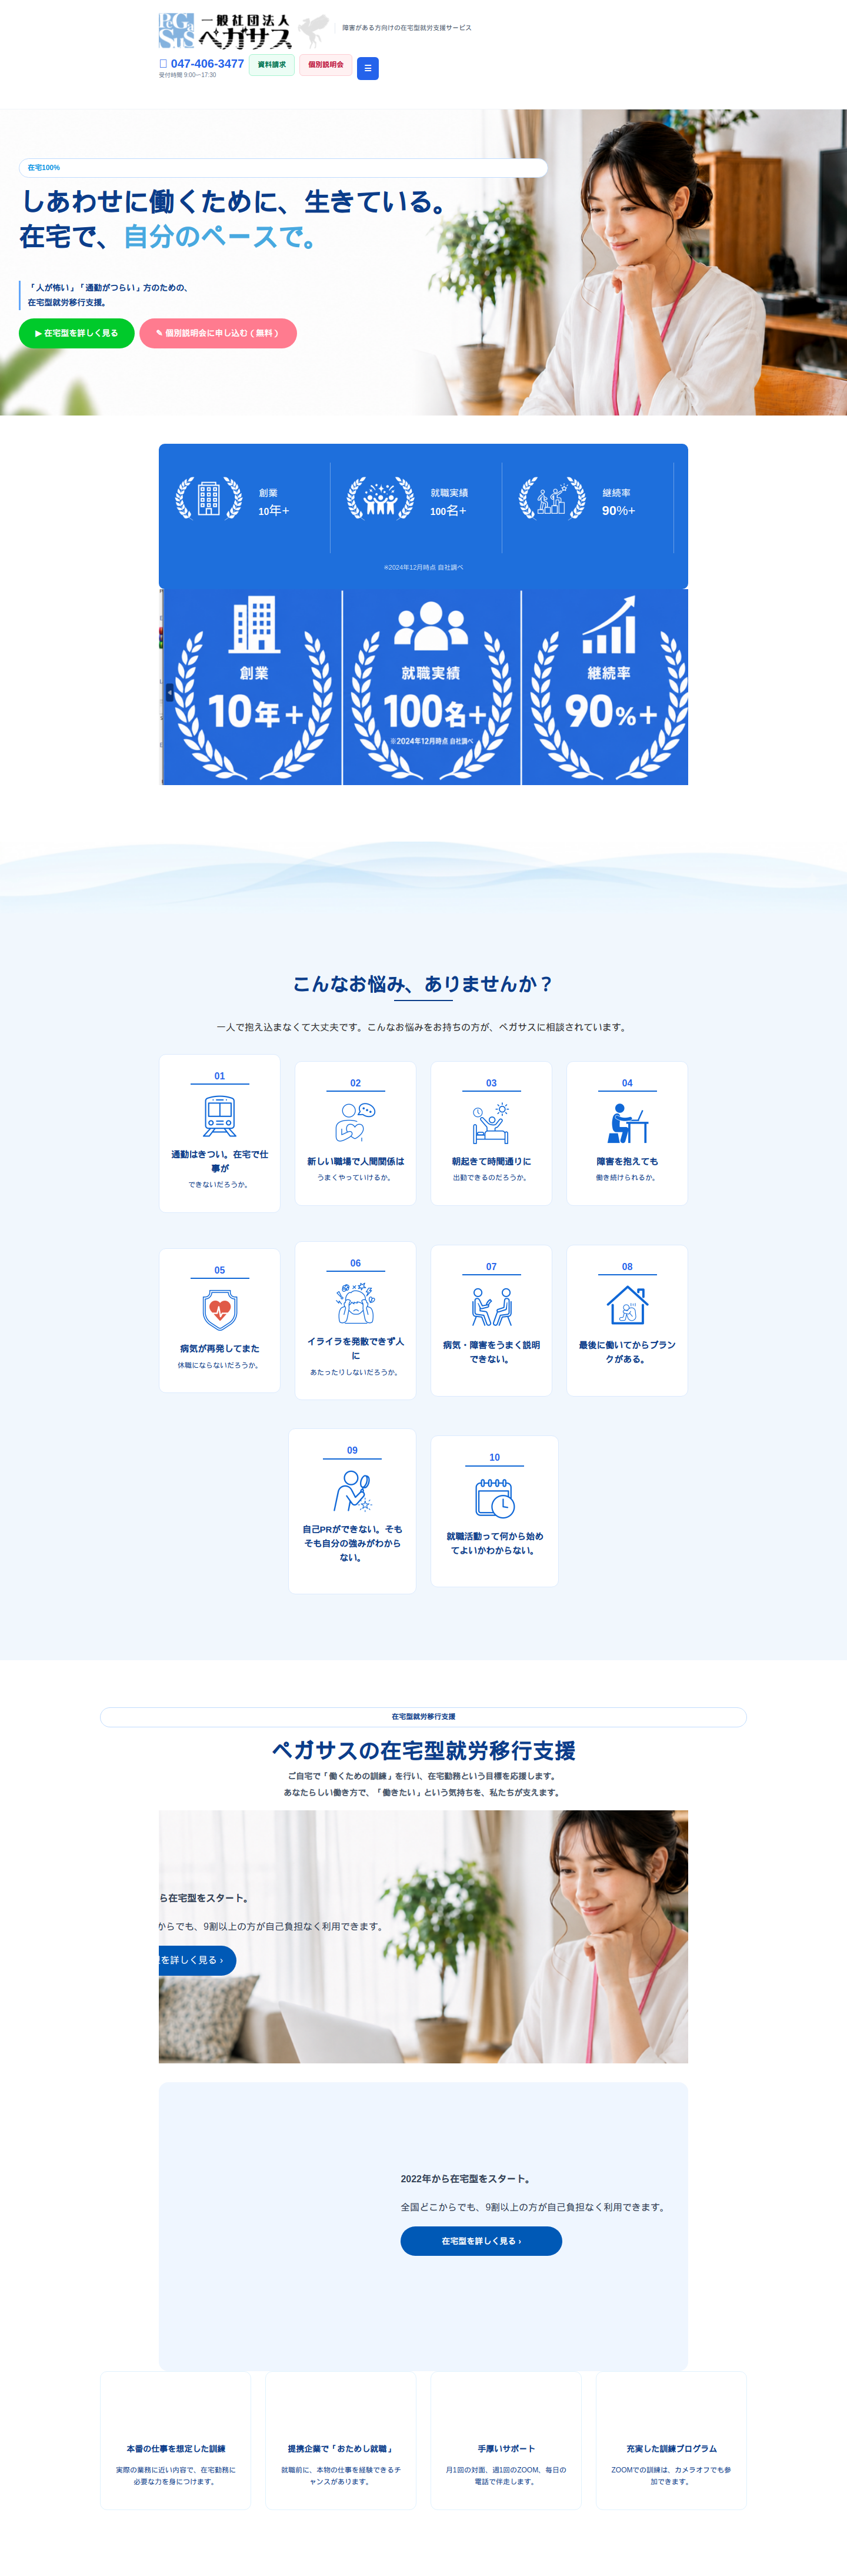 PGSUS 一般社団法人
ペガサス
障害がある方向けの在宅型就労支援サービス
047-406-3477
受付時間 9:00〜17:30
資料請求
個別説明会
☰
在宅100%
しあわせに働くために、生きている。
在宅で、自分のペースで。
「人が怖い」「通勤がつらい」方のための、
在宅型就労移行支援。
▶ 在宅型を詳しく見る
✎ 個別説明会に申し込む（無料）
創業
10年+
就職実績
100名+
継続率
90%+
※2024年12月時点 自社調べ
創業
10年+
就職実績
100名+
※2024年12月時点 自社調べ
継続率
90%+
こんなお悩み、ありませんか？
一人で抱え込まなくて大丈夫です。こんなお悩みをお持ちの方が、ペガサスに相談されています。
01
通勤はきつい。在宅で仕
事が
できないだろうか。
02
新しい職場で人間関係は
うまくやっていけるか。
03
朝起きて時間通りに
出勤できるのだろうか。
04
障害を抱えても
働き続けられるか。
05
病気が再発してまた
休職にならないだろうか。
06
イライラを発散できず人
に
あたったりしないだろうか。
07
病気・障害をうまく説明
できない。
08
最後に働いてからブラン
クがある。
09
自己PRができない。そも
そも自分の強みがわから
ない。
10
就職活動って何から始め
てよいかわからない。
在宅型就労移行支援
ペガサスの在宅型就労移行支援
ご自宅で「働くための訓練」を行い、在宅勤務という目標を応援します。
あなたらしい働き方で、「働きたい」という気持ちを、私たちが支えます。
ら在宅型をスタート。
からでも、9割以上の方が自己負担なく利用できます。
を詳しく見る ›
2022年から在宅型をスタート。
全国どこからでも、9割以上の方が自己負担なく利用できます。
在宅型を詳しく見る ›
本番の仕事を想定した訓練
実際の業務に近い内容で、在宅勤務に
必要な力を身につけます。
提携企業で「おためし就職」
就職前に、本物の仕事を経験できるチ
ャンスがあります。
手厚いサポート
月1回の対面、週1回のZOOM、毎日の
電話で伴走します。
充実した訓練プログラム
ZOOMでの訓練は、カメラオフでも参
加できます。